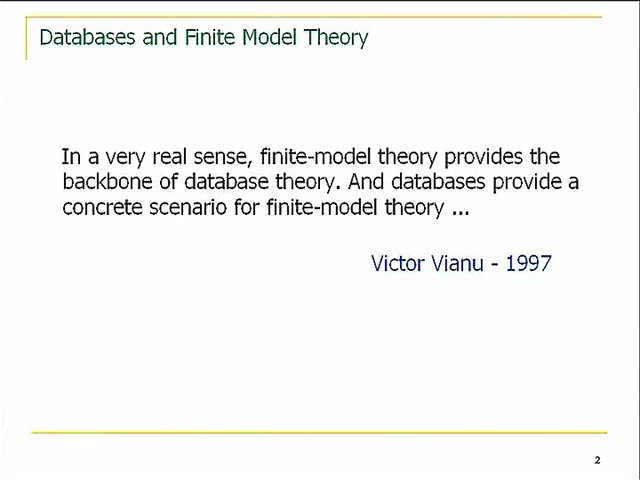 Databases and Finite Model Theory
In a very real sense, finite-model theory provides the
backbone of database theory. And databases provide a
concrete scenario for finite-model theory ...
Victor Vianu - 1997
2